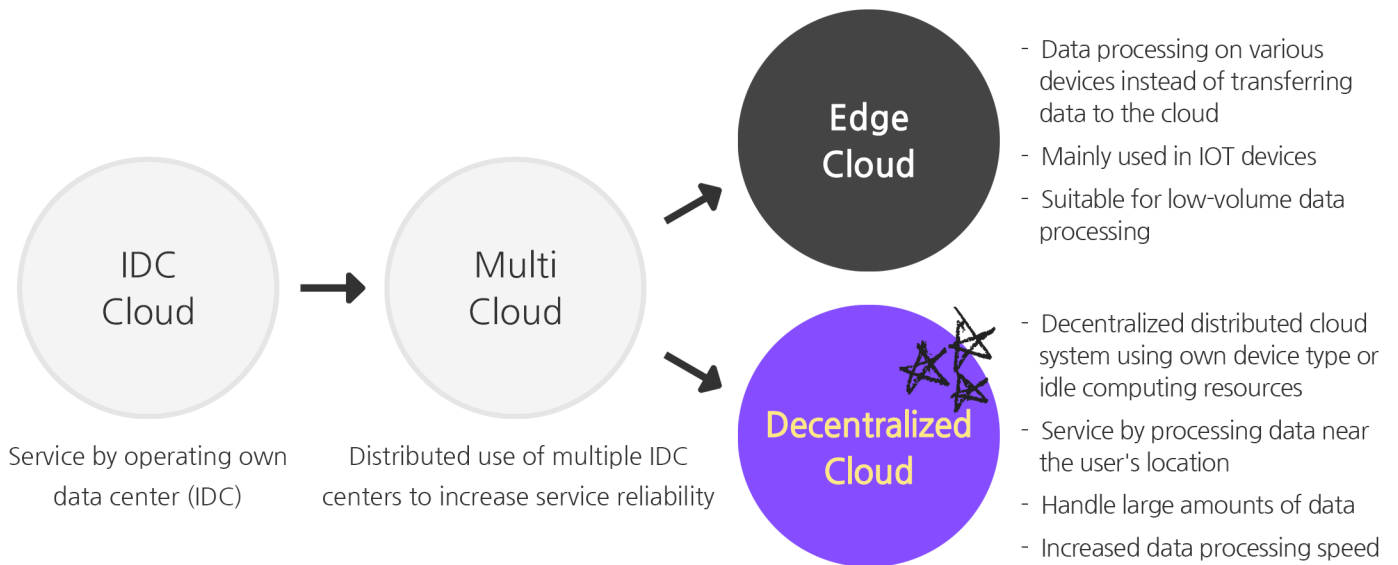 IDC
Cloud
Service by operating own
data center (IDC)
Multi
Cloud
Distributed use of multiple IDC
centers to increase service reliability
Edge
Cloud
- Data processing on various
devices instead of transferring
data to the cloud
- Mainly used in IOT devices
- Suitable for low-volume data
processing
Decentralized
Cloud
- Decentralized distributed cloud
system using own device type or
idle computing resources
- Service by processing data near
the user's location
- Handle large amounts of data
- Increased data processing speed